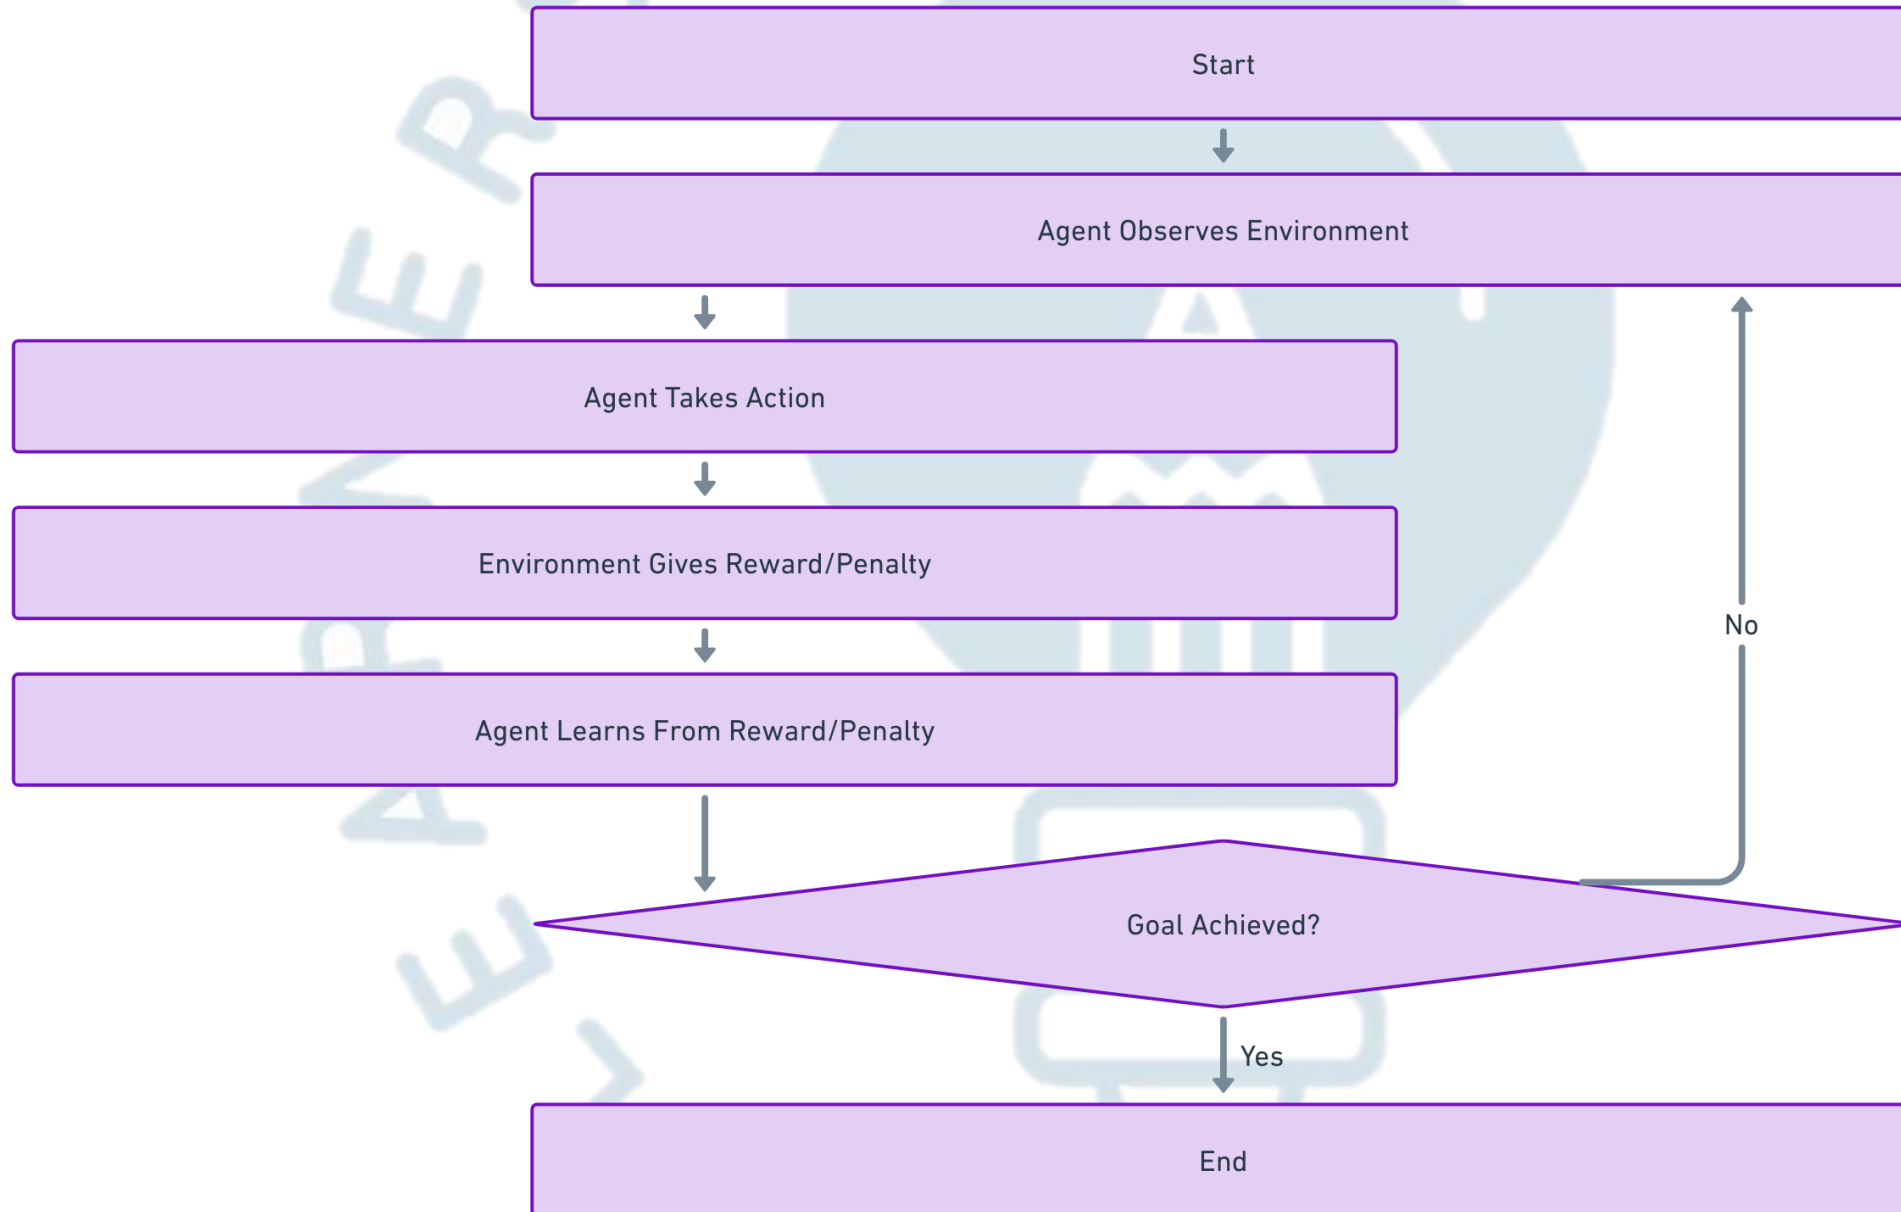 Start
Agent Observes Environment
Agent Takes Action
Environment Gives Reward/Penalty
Agent Learns From Reward/Penalty
No
Goal Achieved?
Yes
End